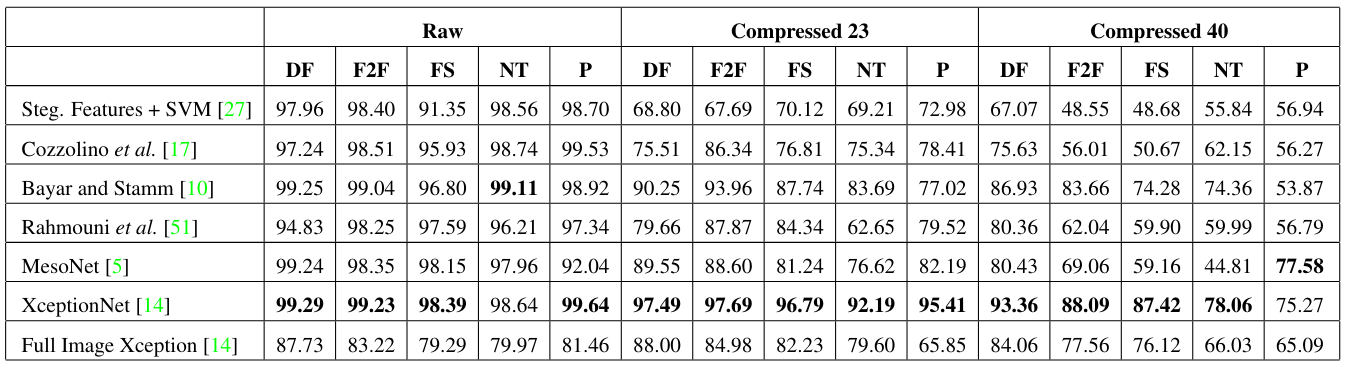 Raw Compressed 23 Compressed 40
DF F2F FS NT P DF F2F FS NT P DF F2F FS NT P
Steg. Features + SVM [27] 97.96 98.40 91.35 98.56 98.70 68.80 67.69 70.12 69.21 72.98 67.07 48.55 48.68 55.84 56.94
Cozzolino et al. [17] 97.24 98.51 95.93 98.74 99.53 75.51 86.34 76.81 75.34 78.41 75.63 56.01 50.67 62.15 56.27
Bayar and Stamm [10] 99.25 99.04 96.80 99.11 98.92 90.25 93.96 87.74 83.69 77.02 86.93 83.66 74.28 74.36 53.87
Rahmouni et al. [51] 94.83 98.25 97.59 96.21 97.34 79.66 87.87 84.34 62.65 79.52 80.36 62.04 59.90 59.99 56.79
MesoNet [5] 99.24 98.35 98.15 97.96 92.04 89.55 88.60 81.24 76.62 82.19 80.43 69.06 59.16 44.81 77.58
XceptionNet [14] 99.29 99.23 98.39 98.64 99.64 97.49 97.69 96.79 92.19 95.41 93.36 88.09 87.42 78.06 75.27
Full Image Xception [14] 87.73 83.22 79.29 79.97 81.46 88.00 84.98 82.23 79.60 65.85 84.06 77.56 76.12 66.03 65.09